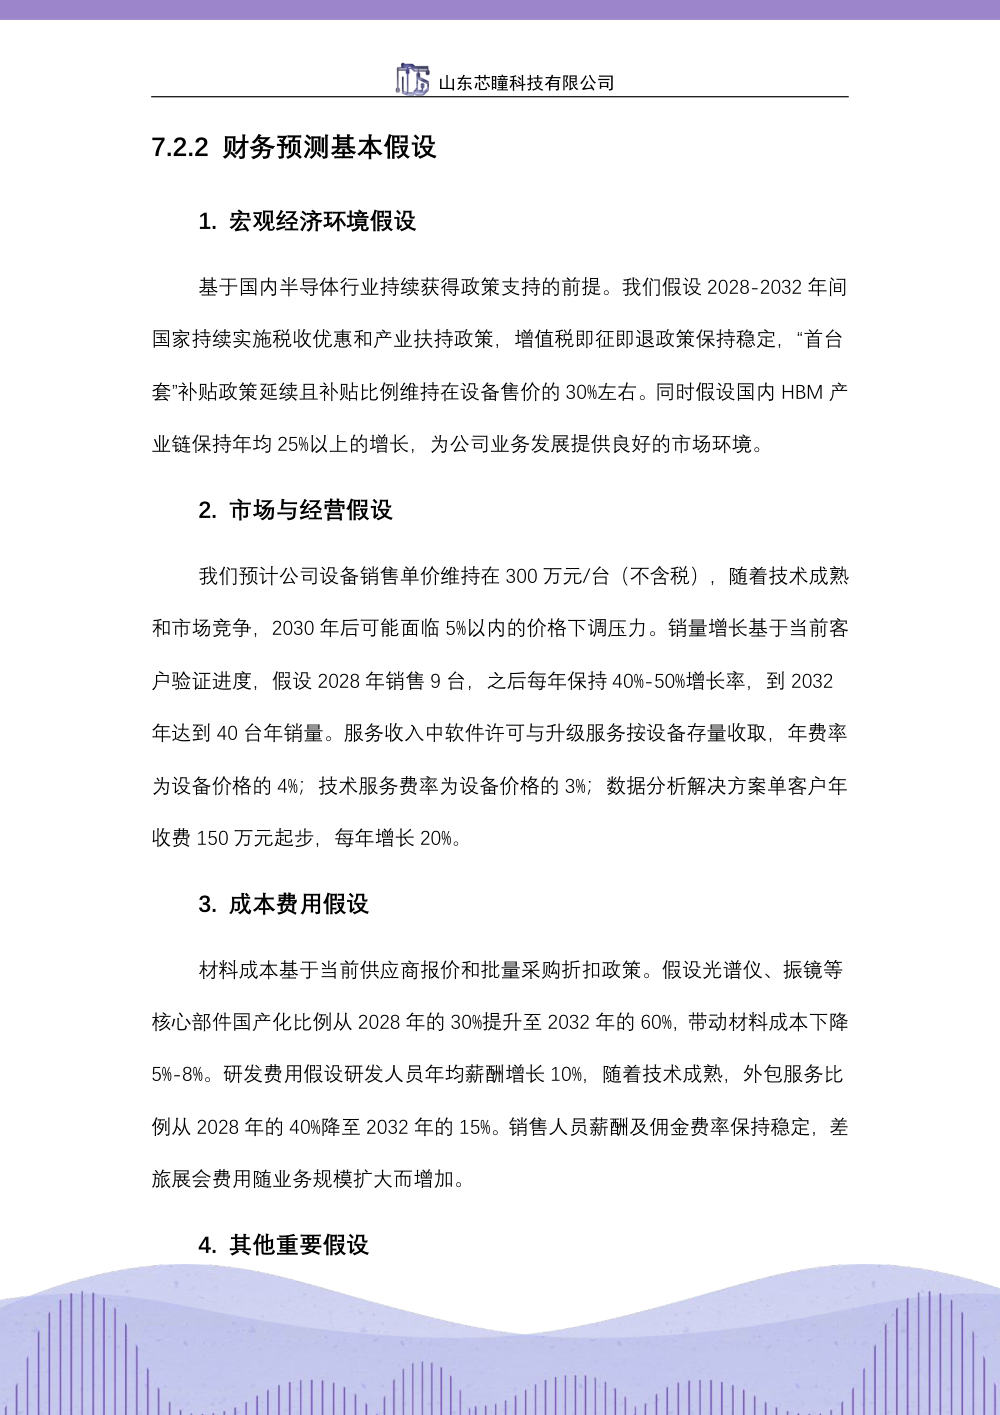 山东芯瞳科技有限公司
7.2.2 财务预测基本假设
1. 宏观经济环境假设
基于国内半导体行业持续获得政策支持的前提。我们假设 2028-2032 年间
国家持续实施税收优惠和产业扶持政策，增值税即征即退政策保持稳定，“首台
套”补贴政策延续且补贴比例维持在设备售价的 30%左右。同时假设国内 HBM 产
业链保持年均 25%以上的增长，为公司业务发展提供良好的市场环境。
2. 市场与经营假设
我们预计公司设备销售单价维持在 300 万元/台（不含税），随着技术成熟
和市场竞争，2030 年后可能面临 5%以内的价格下调压力。销量增长基于当前客
户验证进度，假设 2028 年销售 9 台，之后每年保持 40%-50%增长率，到 2032
年达到 40 台年销量。服务收入中软件许可与升级服务按设备存量收取，年费率
为设备价格的 4%；技术服务费率为设备价格的 3%；数据分析解决方案单客户年
收费 150 万元起步，每年增长 20%。
3. 成本费用假设
材料成本基于当前供应商报价和批量采购折扣政策。假设光谱仪、振镜等
核心部件国产化比例从 2028 年的 30%提升至 2032 年的 60%，带动材料成本下降
5%-8%。研发费用假设研发人员年均薪酬增长 10%，随着技术成熟，外包服务比
例从 2028 年的 40%降至 2032 年的 15%。销售人员薪酬及佣金费率保持稳定，差
旅展会费用随业务规模扩大而增加。
4. 其他重要假设